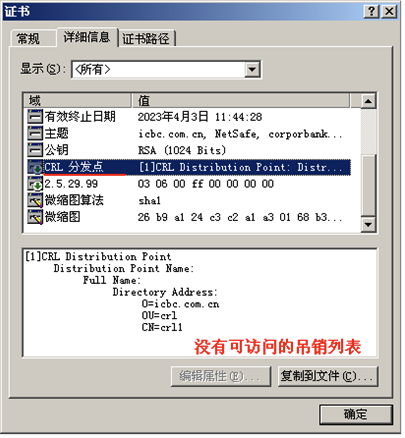 证书
常规 详细信息 证书路径
显示(S): <所有>
域 值
有效终止日期 2023年4月3日 11:44:28
主题 icbc.com.cn, NetSafe, corporbank...
公钥 RSA (1024 Bits)
CRL 分发点 [1]CRL Distribution Point: Distr...
2.5.29.99 03 06 00 ff 00 00 00 00
微缩图算法 sha1
微缩图 26 b9 a1 24 c3 c2 a1 a3 01 68 b3...
[1]CRL Distribution Point
Distribution Point Name:
Full Name:
Directory Address:
O=icbc.com.cn
OU=crl
CN=crl1
没有可访问的吊销列表
编辑属性(E)... 复制到文件(C)...
确定